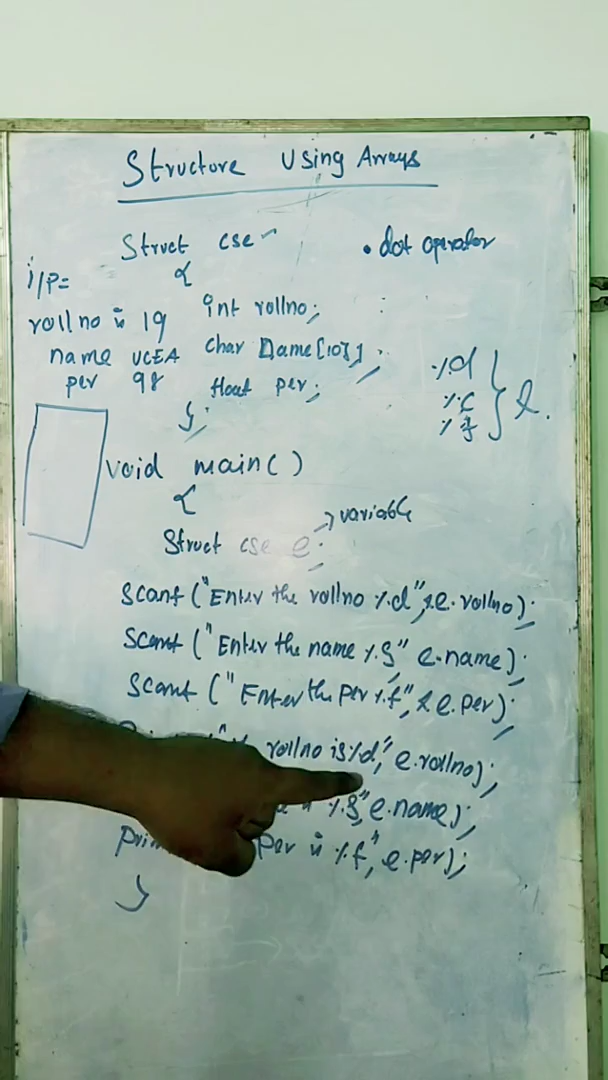 Structure Using Arrays
Struct cse
• dot operator
{
i/p=
rollno is 19
int rollno;
name UCEA
char name[10];
per 98
float per;
};
%d
%c
%f
} &.
void main()
{
Struct cse e;
→ variable
Scanf ("Enter the rollno %d", &e.rollno);
Scanf ("Enter the name %s" e.name);
Scanf ("Enter the per %f", & e.per);
rollno is %d", e.rollno);
%s", e.name);
per is %f", e.per);
}